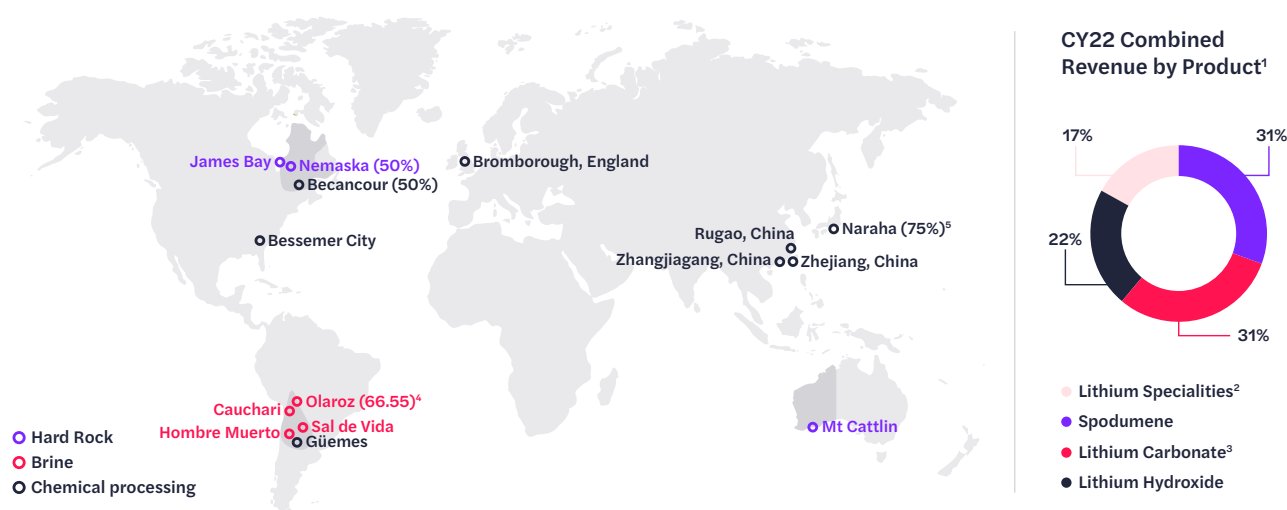 James Bay
Nemaska (50%)
Becancour (50%)
Bessemer City
Bromborough, England
Naraha (75%)⁵
Rugao, China
Zhangjiagang, China
Zhejiang, China
Olaroz (66.55)⁴
Cauchari
Sal de Vida
Hombre Muerto
Güemes
Mt Cattlin
Hard Rock
Brine
Chemical processing
CY22 Combined
Revenue by Product¹
17%
31%
22%
31%
Lithium Specialities²
Spodumene
Lithium Carbonate³
Lithium Hydroxide